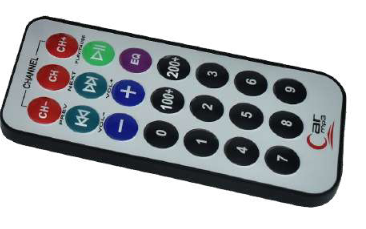 CHANNEL
CH- CH CH+
PREV NEXT PLAY/PAUSE
VOL- VOL+ EQ
0 100+ 200+
1 2 3
4 5 6
7 8 9
Car
mp3